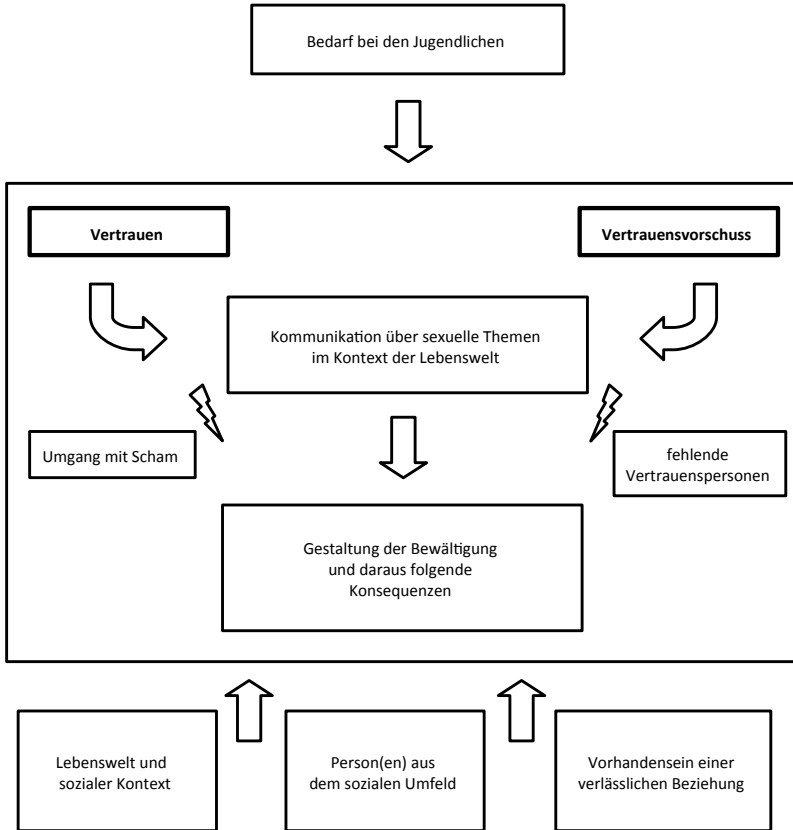 Bedarf bei den Jugendlichen
Vertrauen
Vertrauensvorschuss
Kommunikation über sexuelle Themen
im Kontext der Lebenswelt
Umgang mit Scham
fehlende
Vertrauenspersonen
Gestaltung der Bewältigung
und daraus folgende
Konsequenzen
Lebenswelt und
sozialer Kontext
Person(en) aus
dem sozialen Umfeld
Vorhandensein einer
verlässlichen Beziehung